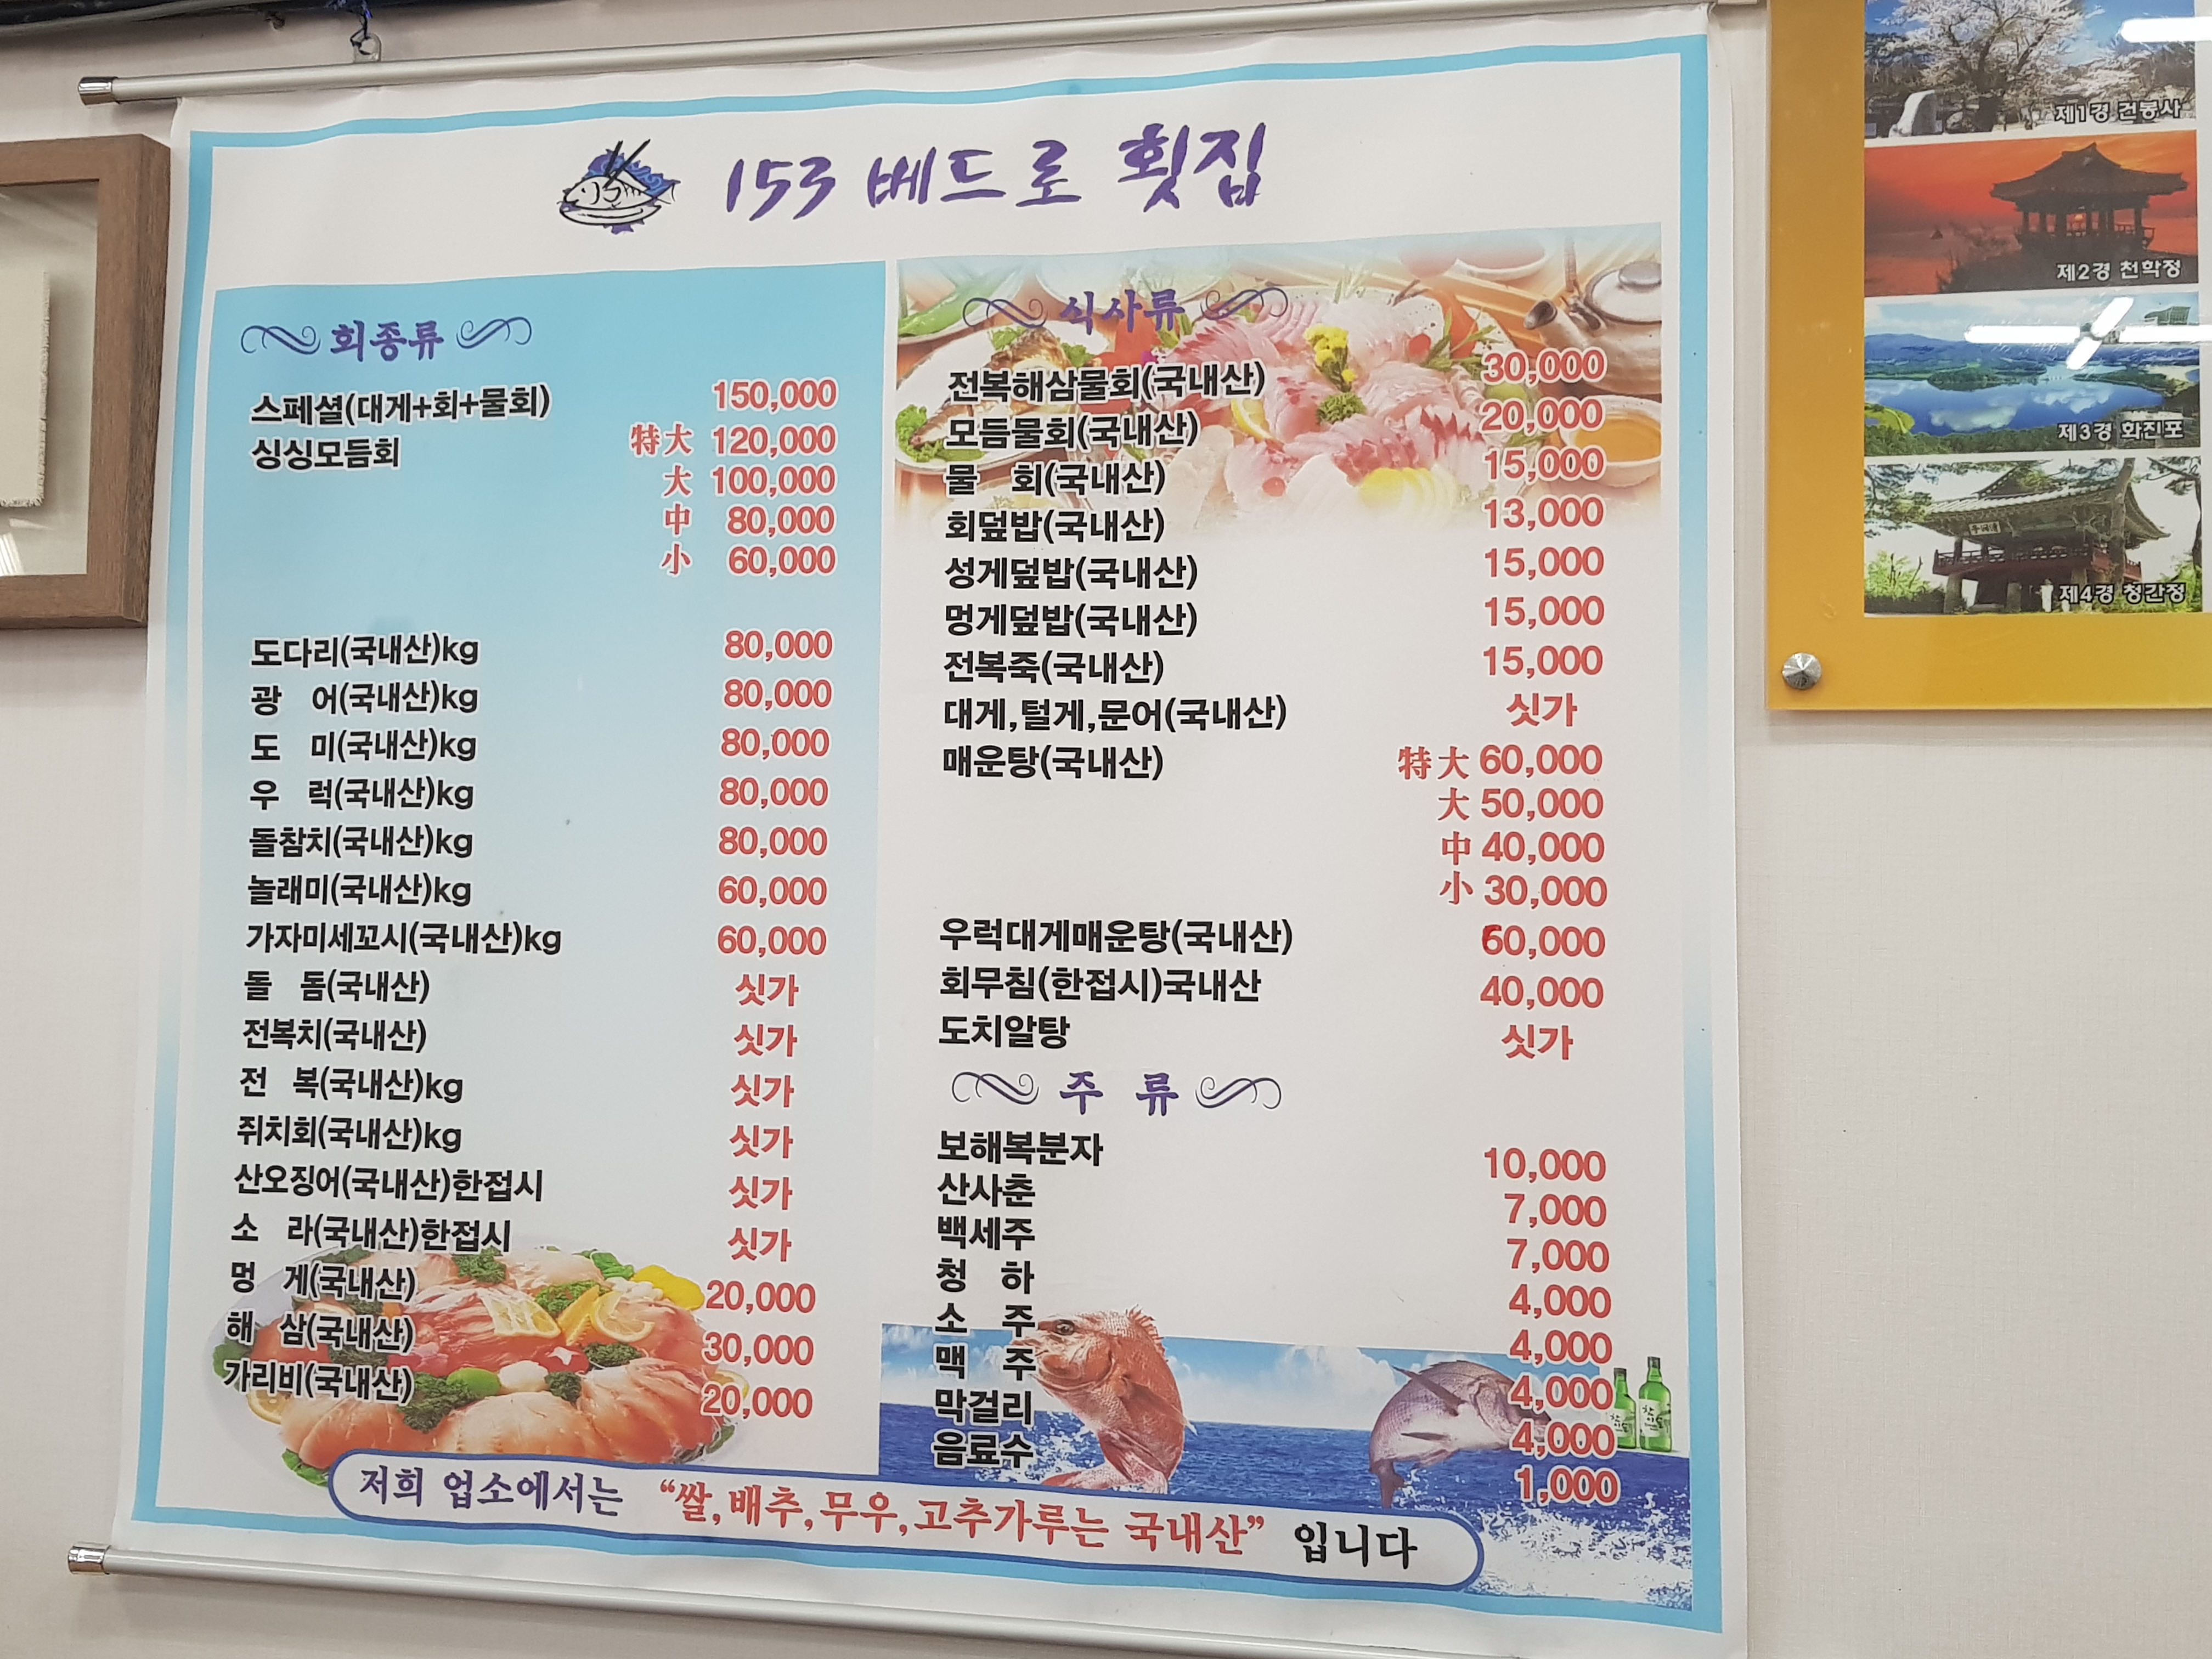 153 베드로 횟집
회종류
스페셜(대게+회+물회) 150,000
싱싱모듬회 特大 120,000
大 100,000
中 80,000
小 60,000
도다리(국내산)kg 80,000
광 어(국내산)kg 80,000
도 미(국내산)kg 80,000
우 럭(국내산)kg 80,000
돌참치(국내산)kg 80,000
놀래미(국내산)kg 60,000
가자미세꼬시(국내산)kg 60,000
돌 돔(국내산) 싯가
전복치(국내산) 싯가
전 복(국내산)kg 싯가
쥐치회(국내산)kg 싯가
산오징어(국내산)한접시 싯가
소 라(국내산)한접시 싯가
멍 게(국내산) 20,000
해 삼(국내산) 30,000
가리비(국내산) 20,000
식사류
전복해삼물회(국내산) 30,000
모듬물회(국내산) 20,000
물 회(국내산) 15,000
회덮밥(국내산) 13,000
성게덮밥(국내산) 15,000
멍게덮밥(국내산) 15,000
전복죽(국내산) 15,000
대게,털게,문어(국내산) 싯가
매운탕(국내산) 特大 60,000
大 50,000
中 40,000
小 30,000
우럭대게매운탕(국내산) 60,000
회무침(한접시)국내산 40,000
도치알탕 싯가
주 류
보해복분자 10,000
산사춘 7,000
백세주 7,000
청 하 4,000
소 주 4,000
맥 주 4,000
막걸리 4,000
음료수 1,000
저희 업소에서는 “쌀,배추,무우,고추가루는 국내산” 입니다
제1경 건봉사
제2경 천학정
제3경 화진포
제4경 청간정